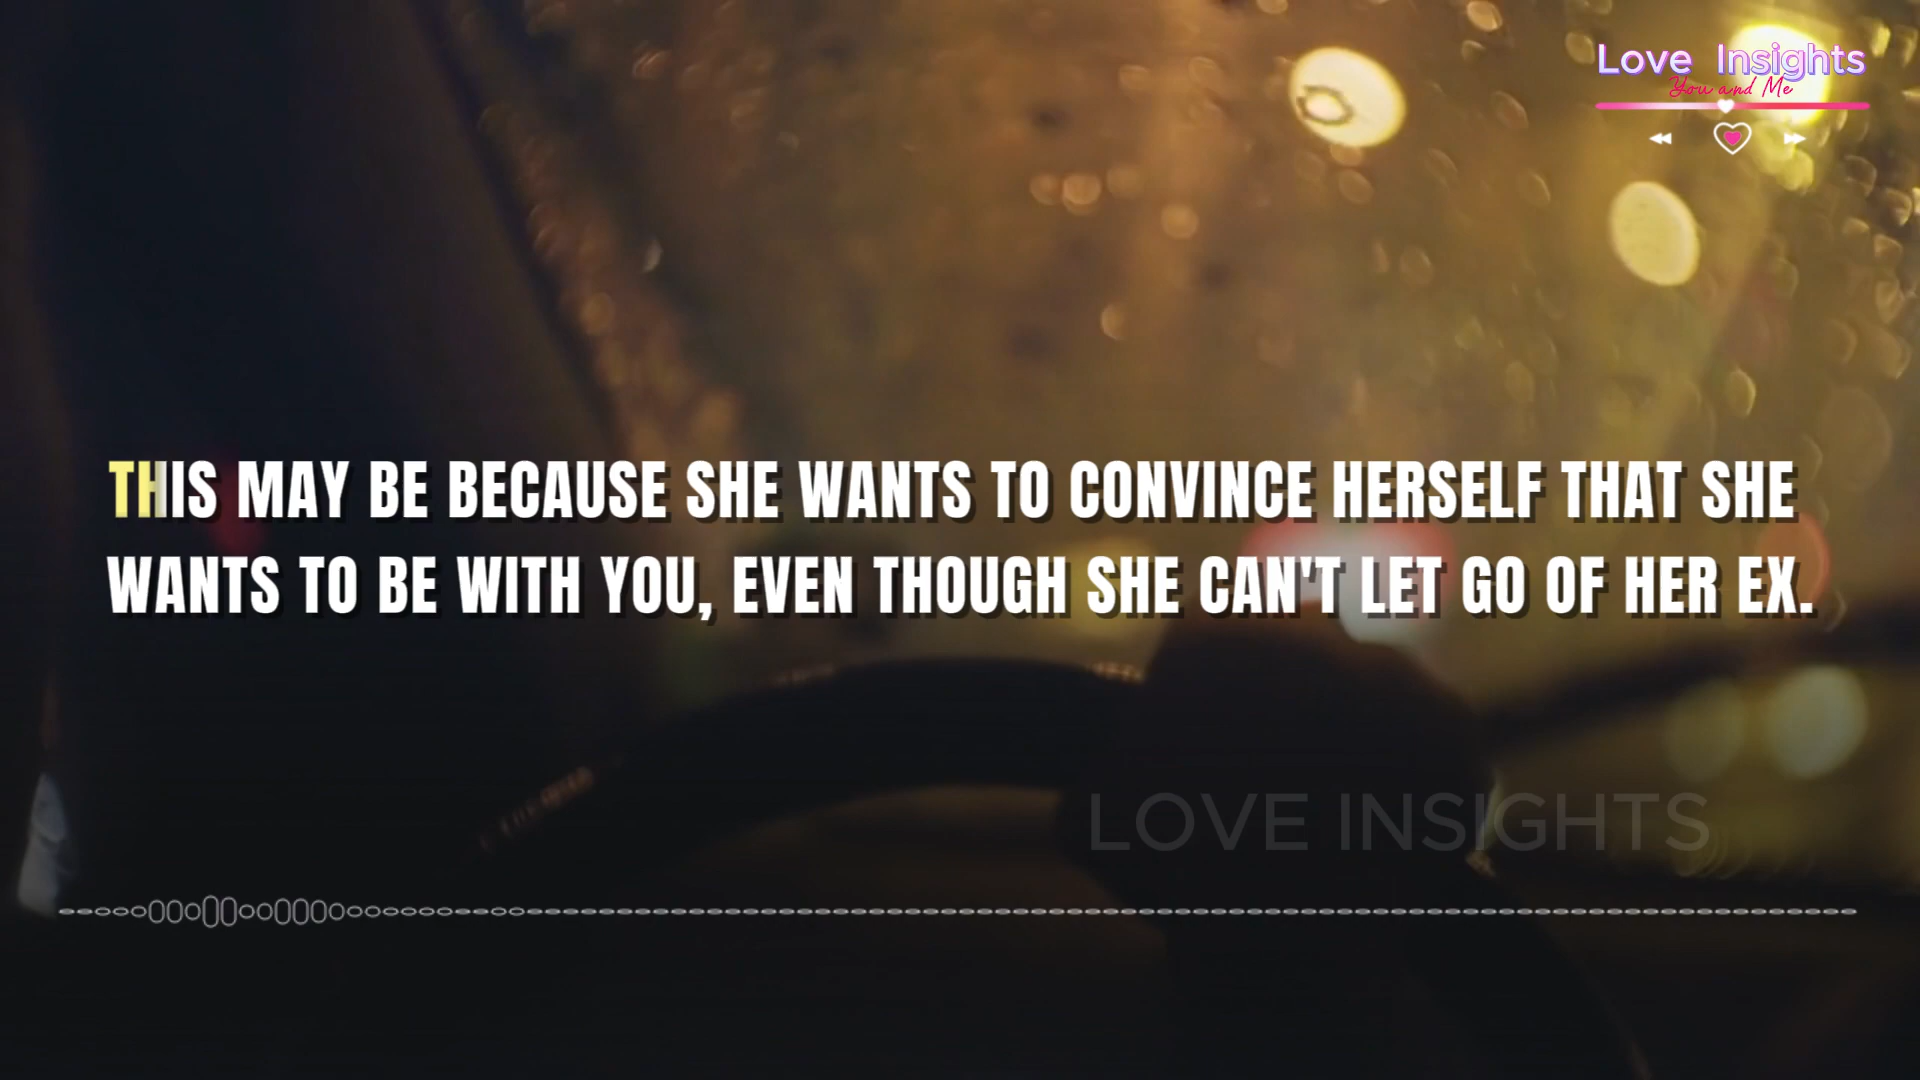 Love Insights
You and Me
THIS MAY BE BECAUSE SHE WANTS TO CONVINCE HERSELF THAT SHE
WANTS TO BE WITH YOU, EVEN THOUGH SHE CAN'T LET GO OF HER EX.
LOVE INSIGHTS